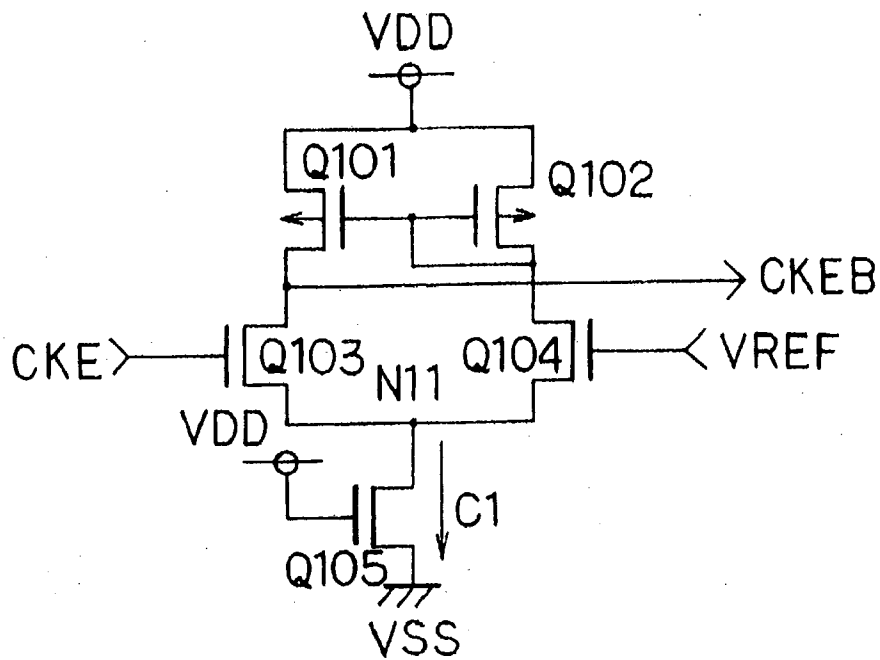 VDD
Q101
Q102
CKEB
CKE
Q103
Q104
VREF
N11
VDD
C1
Q105
VSS